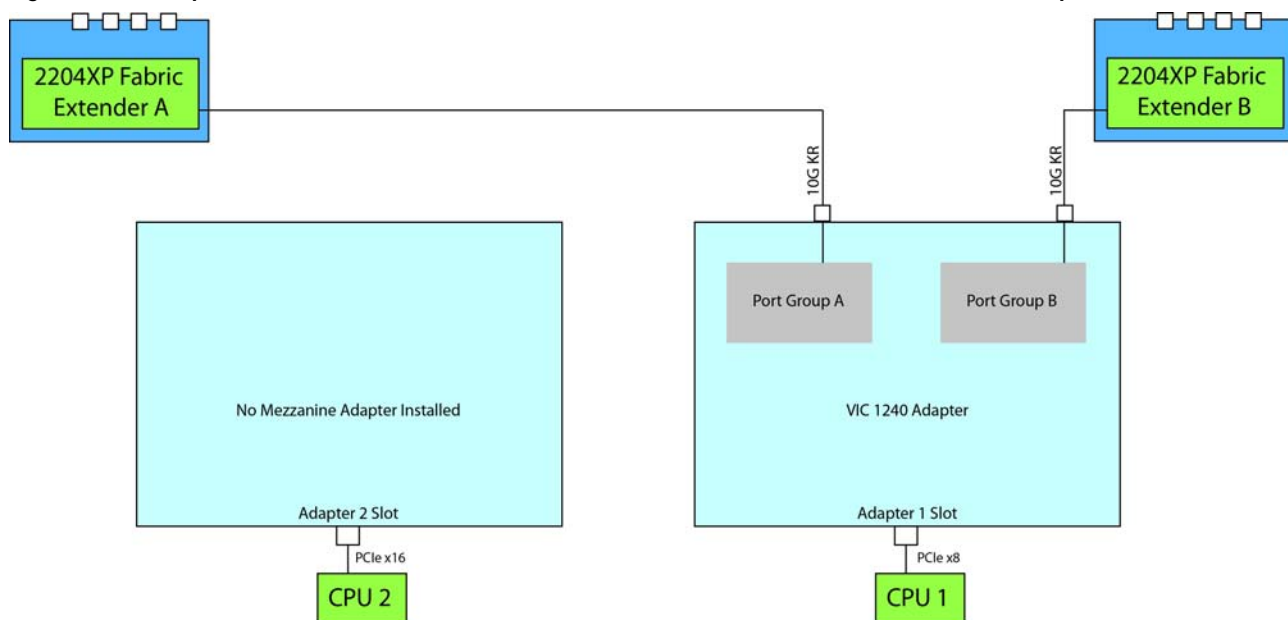 2204XP Fabric
Extender A
2204XP Fabric
Extender B
10G KR
10G KR
Port Group A
Port Group B
No Mezzanine Adapter Installed
VIC 1240 Adapter
Adapter 2 Slot
Adapter 1 Slot
PCIe x16
PCIe x8
CPU 2
CPU 1